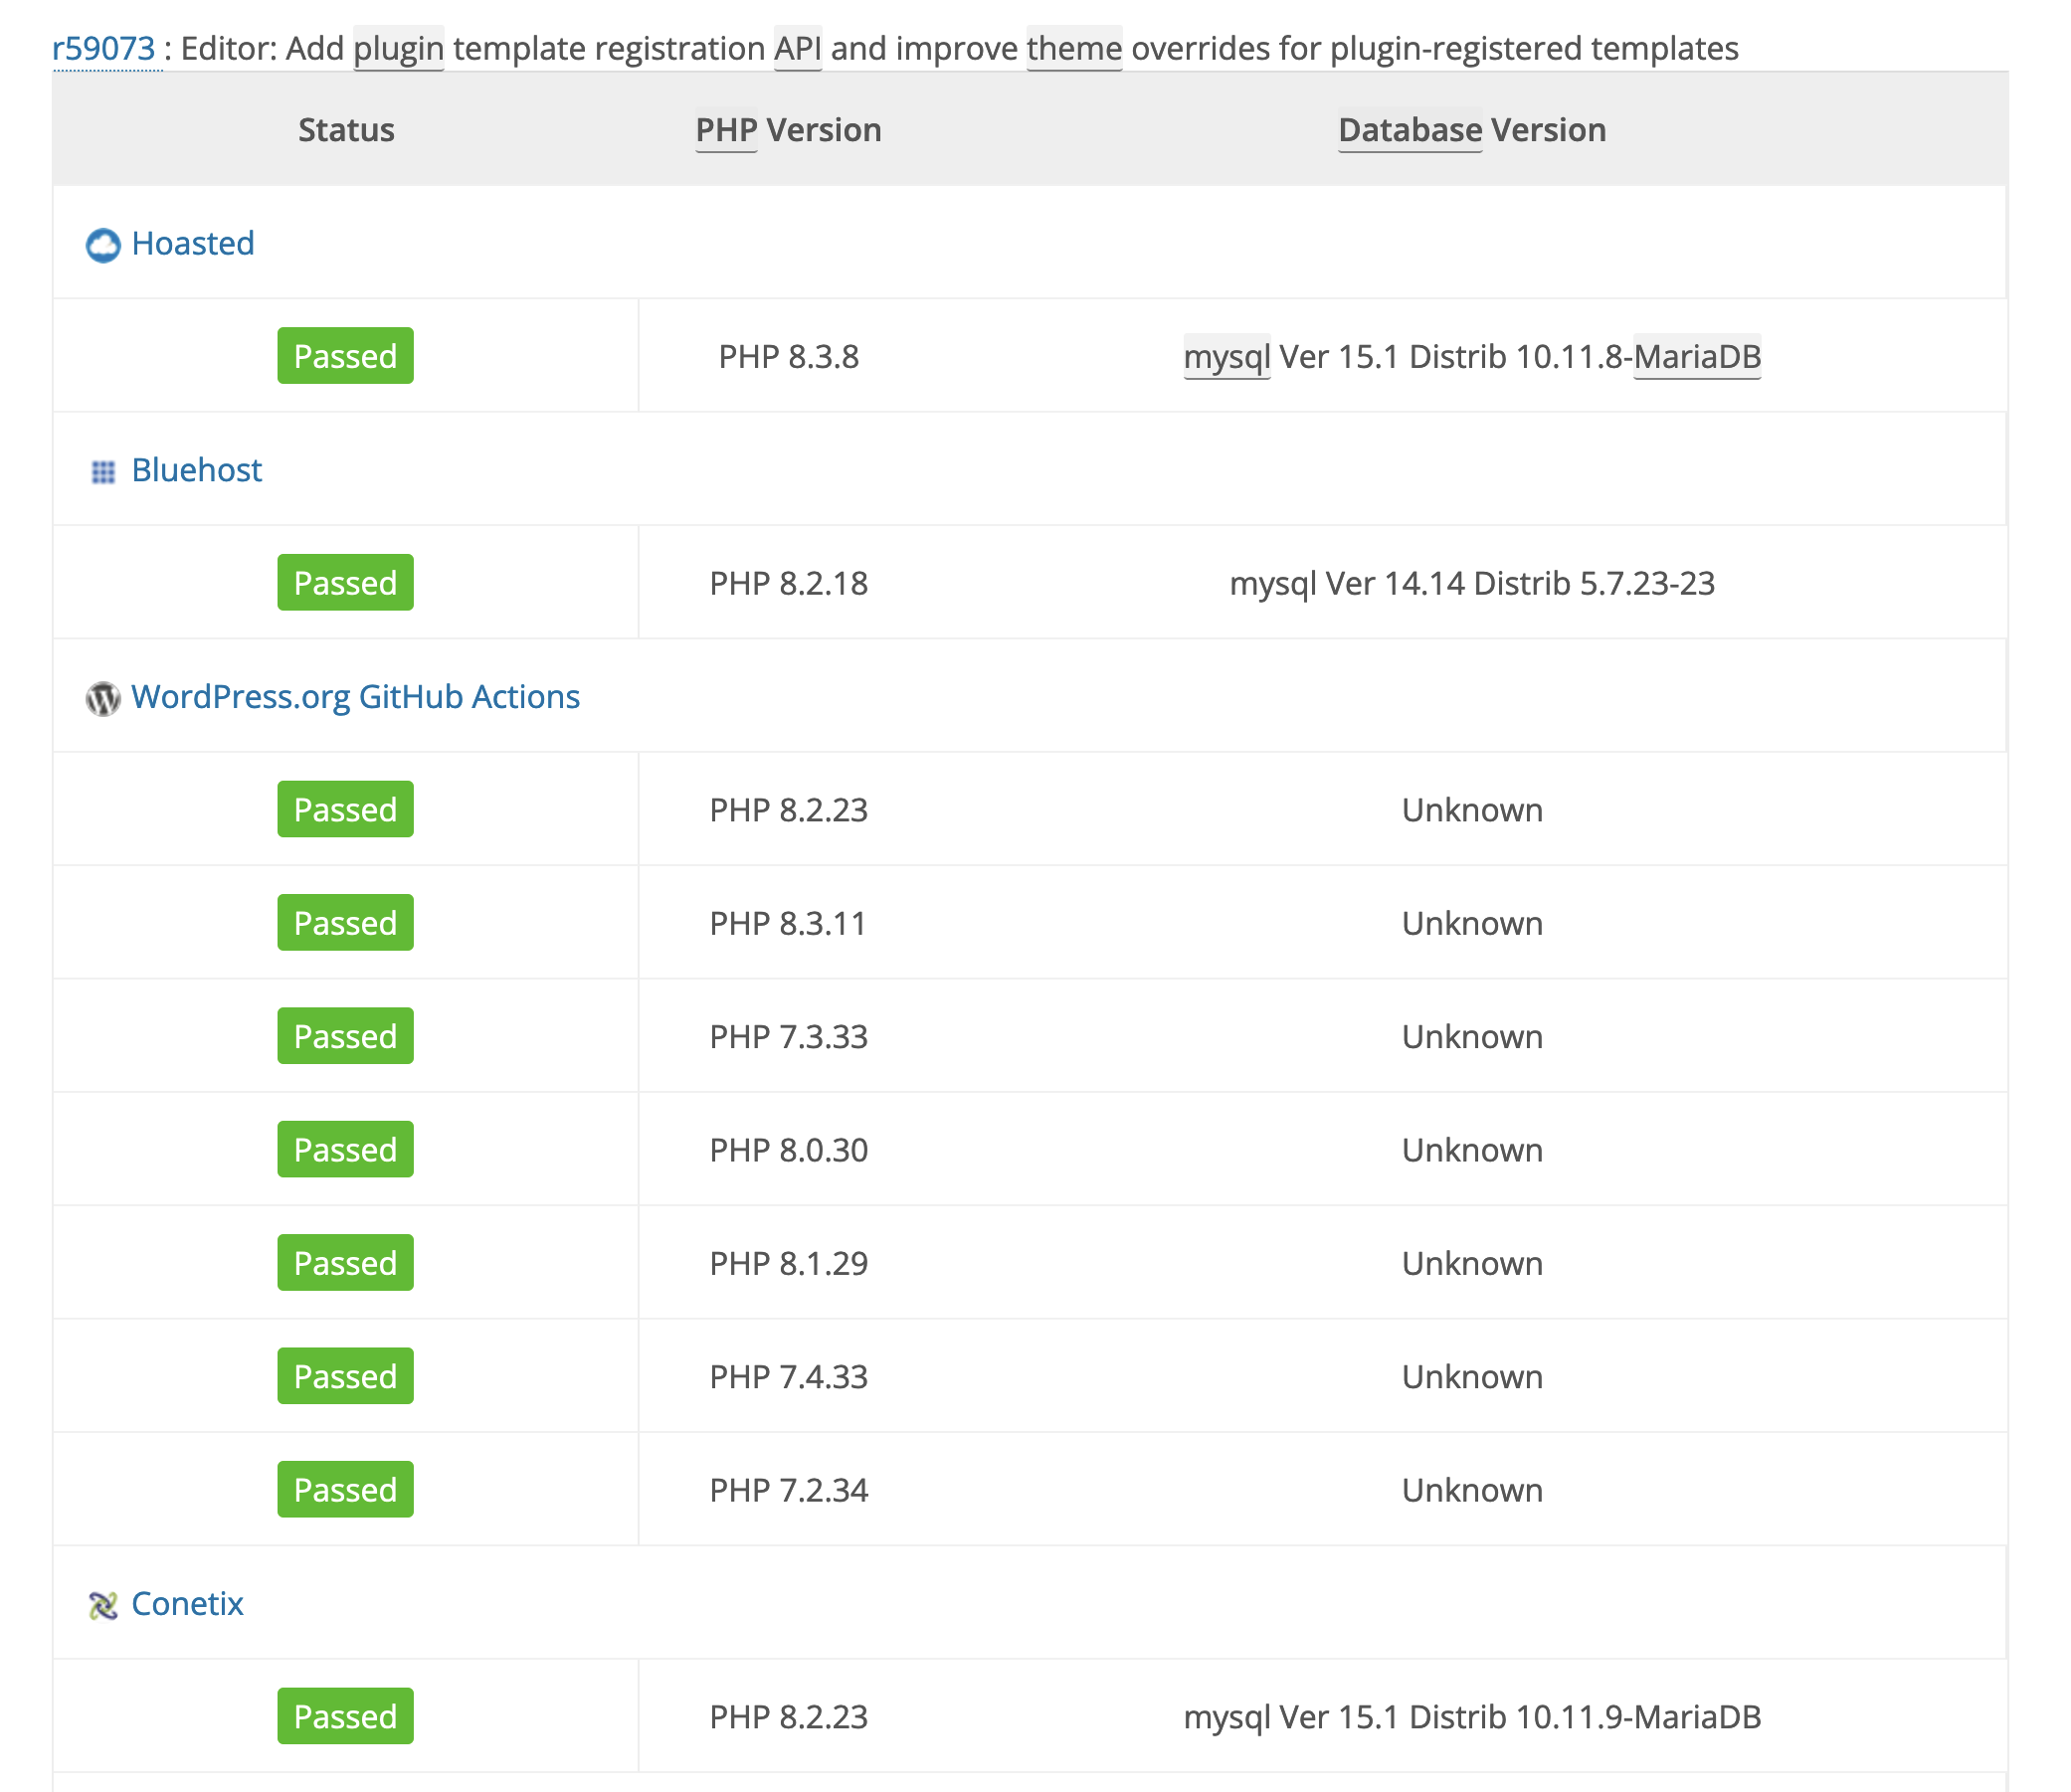 r59073 : Editor: Add plugin template registration API and improve theme overrides for plugin-registered templates
Status PHP Version Database Version
Hoasted
Passed PHP 8.3.8 mysql Ver 15.1 Distrib 10.11.8-MariaDB
Bluehost
Passed PHP 8.2.18 mysql Ver 14.14 Distrib 5.7.23-23
WordPress.org GitHub Actions
Passed PHP 8.2.23 Unknown
Passed PHP 8.3.11 Unknown
Passed PHP 7.3.33 Unknown
Passed PHP 8.0.30 Unknown
Passed PHP 8.1.29 Unknown
Passed PHP 7.4.33 Unknown
Passed PHP 7.2.34 Unknown
Conetix
Passed PHP 8.2.23 mysql Ver 15.1 Distrib 10.11.9-MariaDB